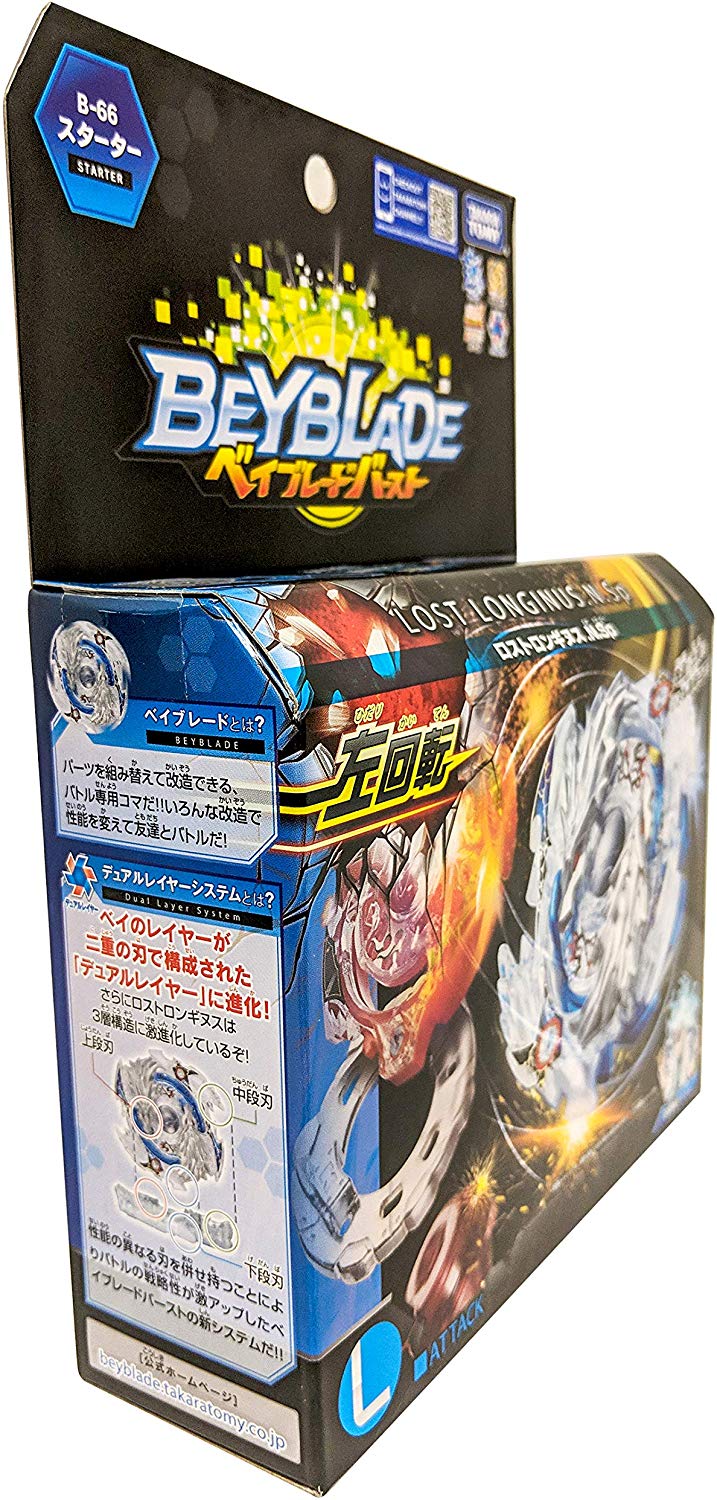 B-66
スターター
STARTER
TAKARA
TOMY
BEYBLADE
ベイブレードバースト
LOST LONGINUS .N.Sp
ロストロンギヌス .N.Sp
ひだり かい てん
左回転
ベイブレードとは?
BEYBLADE
パーツを組み替えて改造できる、
バトル専用コマだ!!いろんな改造で
性能を変えて友達とバトルだ!
デュアルレイヤー
デュアルレイヤーシステムとは?
Dual Layer System
ベイのレイヤーが
二重の刃で構成された
「デュアルレイヤー」に進化!
さらにロストロンギヌスは
3層構造に激進化しているぞ!
上段刃
中段刃
下段刃
性能の異なる刃を併せ持つことによ
りバトルの戦略性が激アップしたベ
イブレードバーストの新システムだ!!
[公式ホームページ]
beyblade.takaratomy.co.jp
L
ATTACK